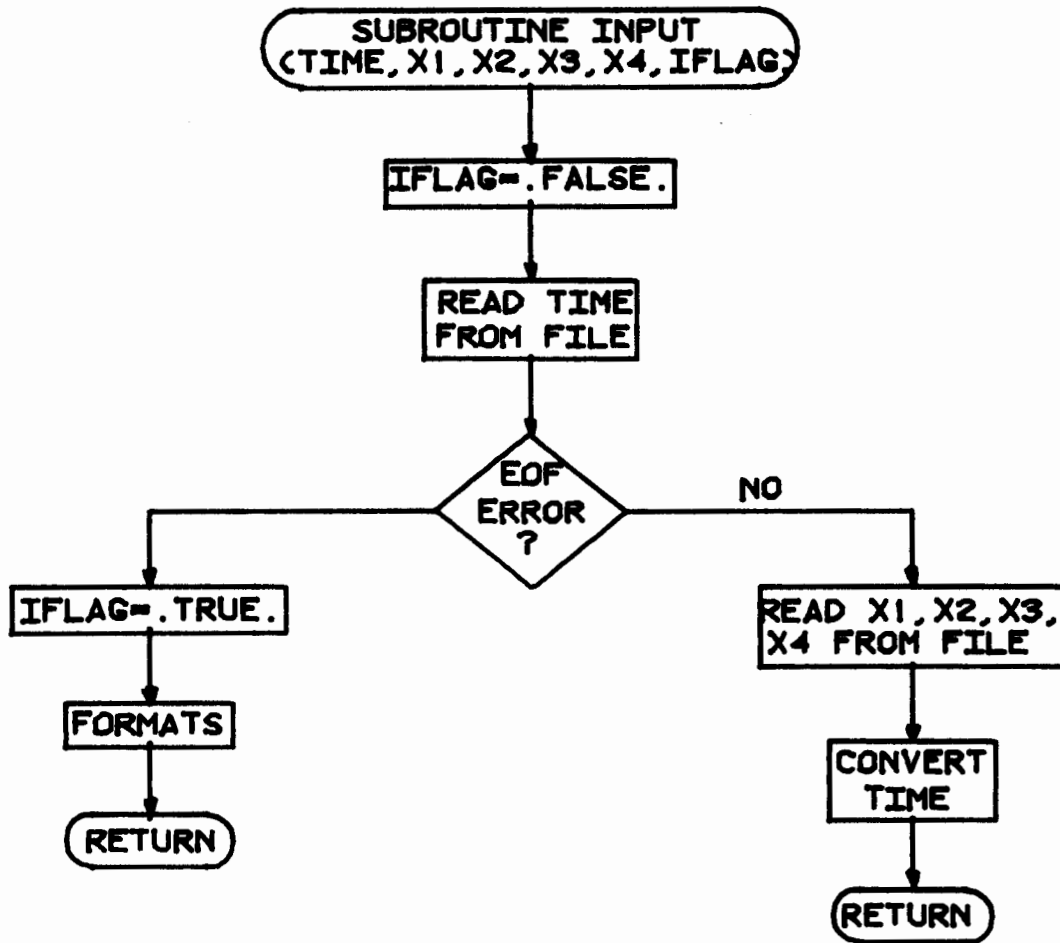 SUBROUTINE INPUT
(TIME, X1, X2, X3, X4, IFLAG)
IFLAG=.FALSE.
READ TIME
FROM FILE
EOF
ERROR
?
NO
IFLAG=.TRUE.
READ X1, X2, X3,
X4 FROM FILE
FORMATS
CONVERT
TIME
RETURN
RETURN